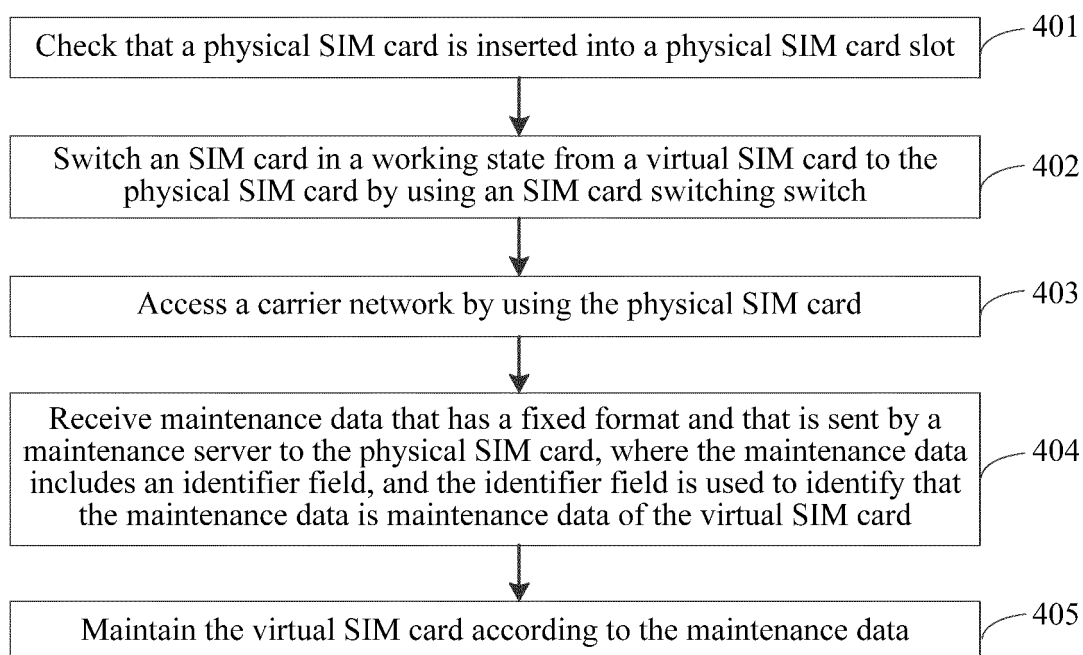 Check that a physical SIM card is inserted into a physical SIM card slot
401
Switch an SIM card in a working state from a virtual SIM card to the
physical SIM card by using an SIM card switching switch
402
Access a carrier network by using the physical SIM card
403
Receive maintenance data that has a fixed format and that is sent by a
maintenance server to the physical SIM card, where the maintenance data
includes an identifier field, and the identifier field is used to identify that
the maintenance data is maintenance data of the virtual SIM card
404
Maintain the virtual SIM card according to the maintenance data
405